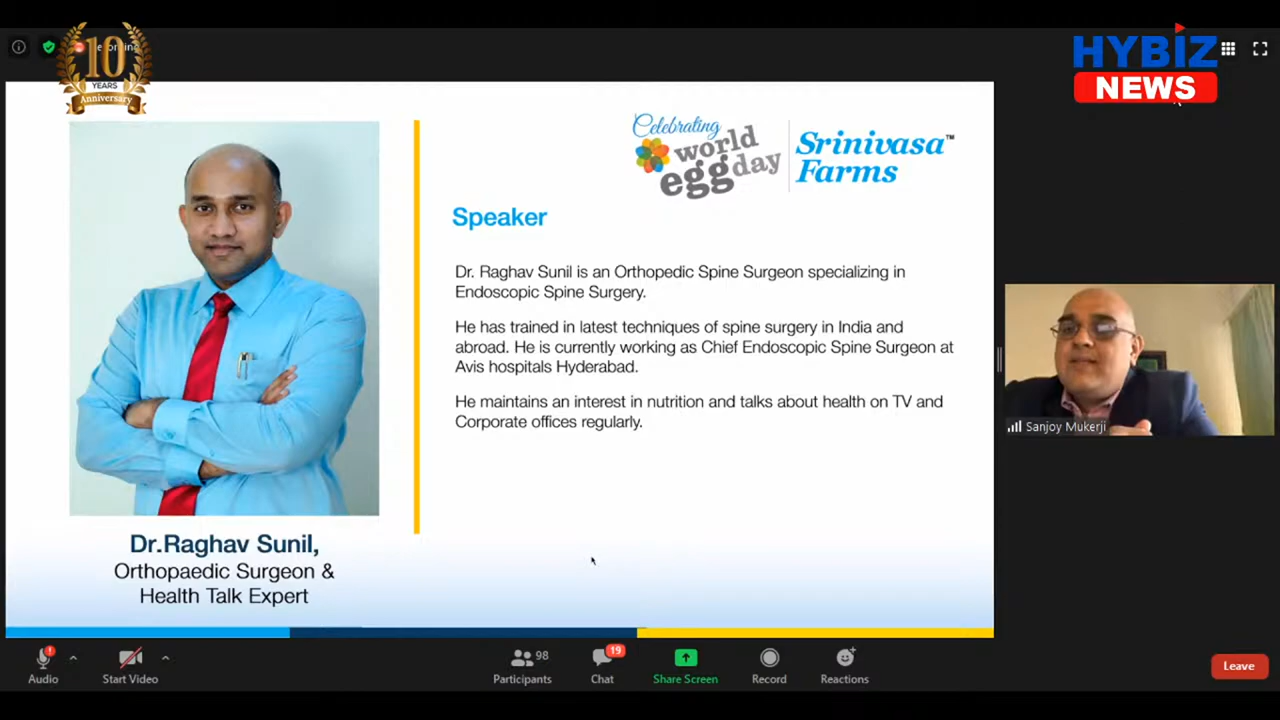 10
YEARS
Anniversary
HYBIZ
NEWS
Celebrating
world
egg day
Srinivasa™
Farms
Speaker
Dr. Raghav Sunil is an Orthopedic Spine Surgeon specializing in
Endoscopic Spine Surgery.
He has trained in latest techniques of spine surgery in India and
abroad. He is currently working as Chief Endoscopic Spine Surgeon at
Avis hospitals Hyderabad.
He maintains an interest in nutrition and talks about health on TV and
Corporate offices regularly.
Dr.Raghav Sunil,
Orthopaedic Surgeon &
Health Talk Expert
Sanjoy Mukerji
Audio
Start Video
98
Participants
19
Chat
Share Screen
Record
Reactions
Leave